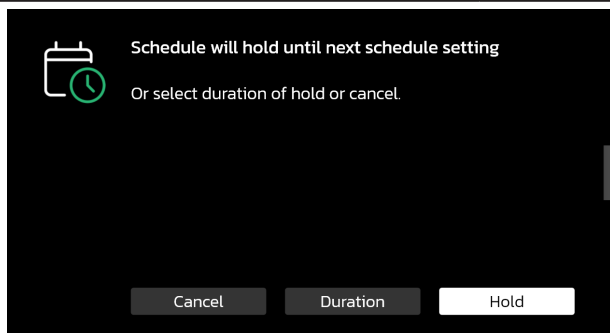 Schedule will hold until next schedule setting
Or select duration of hold or cancel.
Cancel Duration Hold